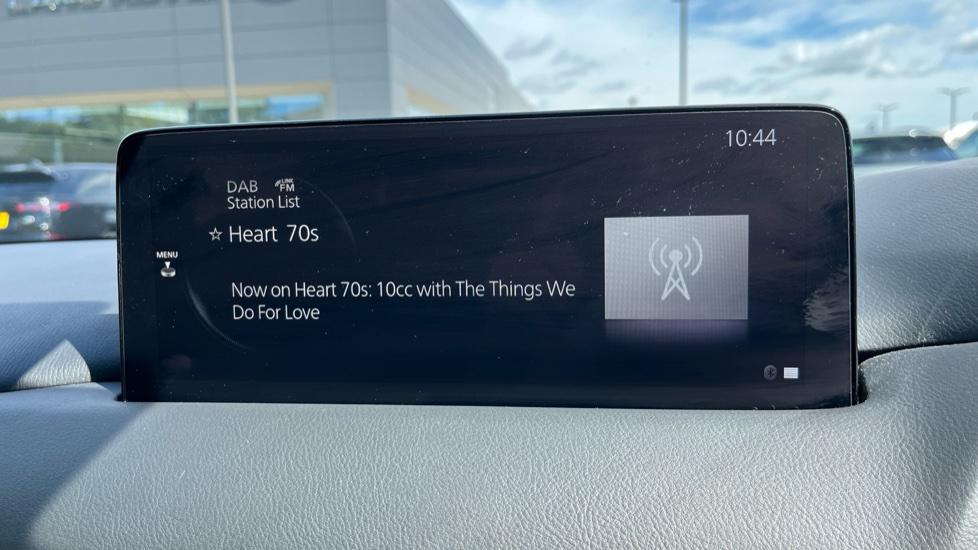 10:44
DAB LINK FM
Station List
☆ Heart 70s
MENU
Now on Heart 70s: 10cc with The Things We
Do For Love